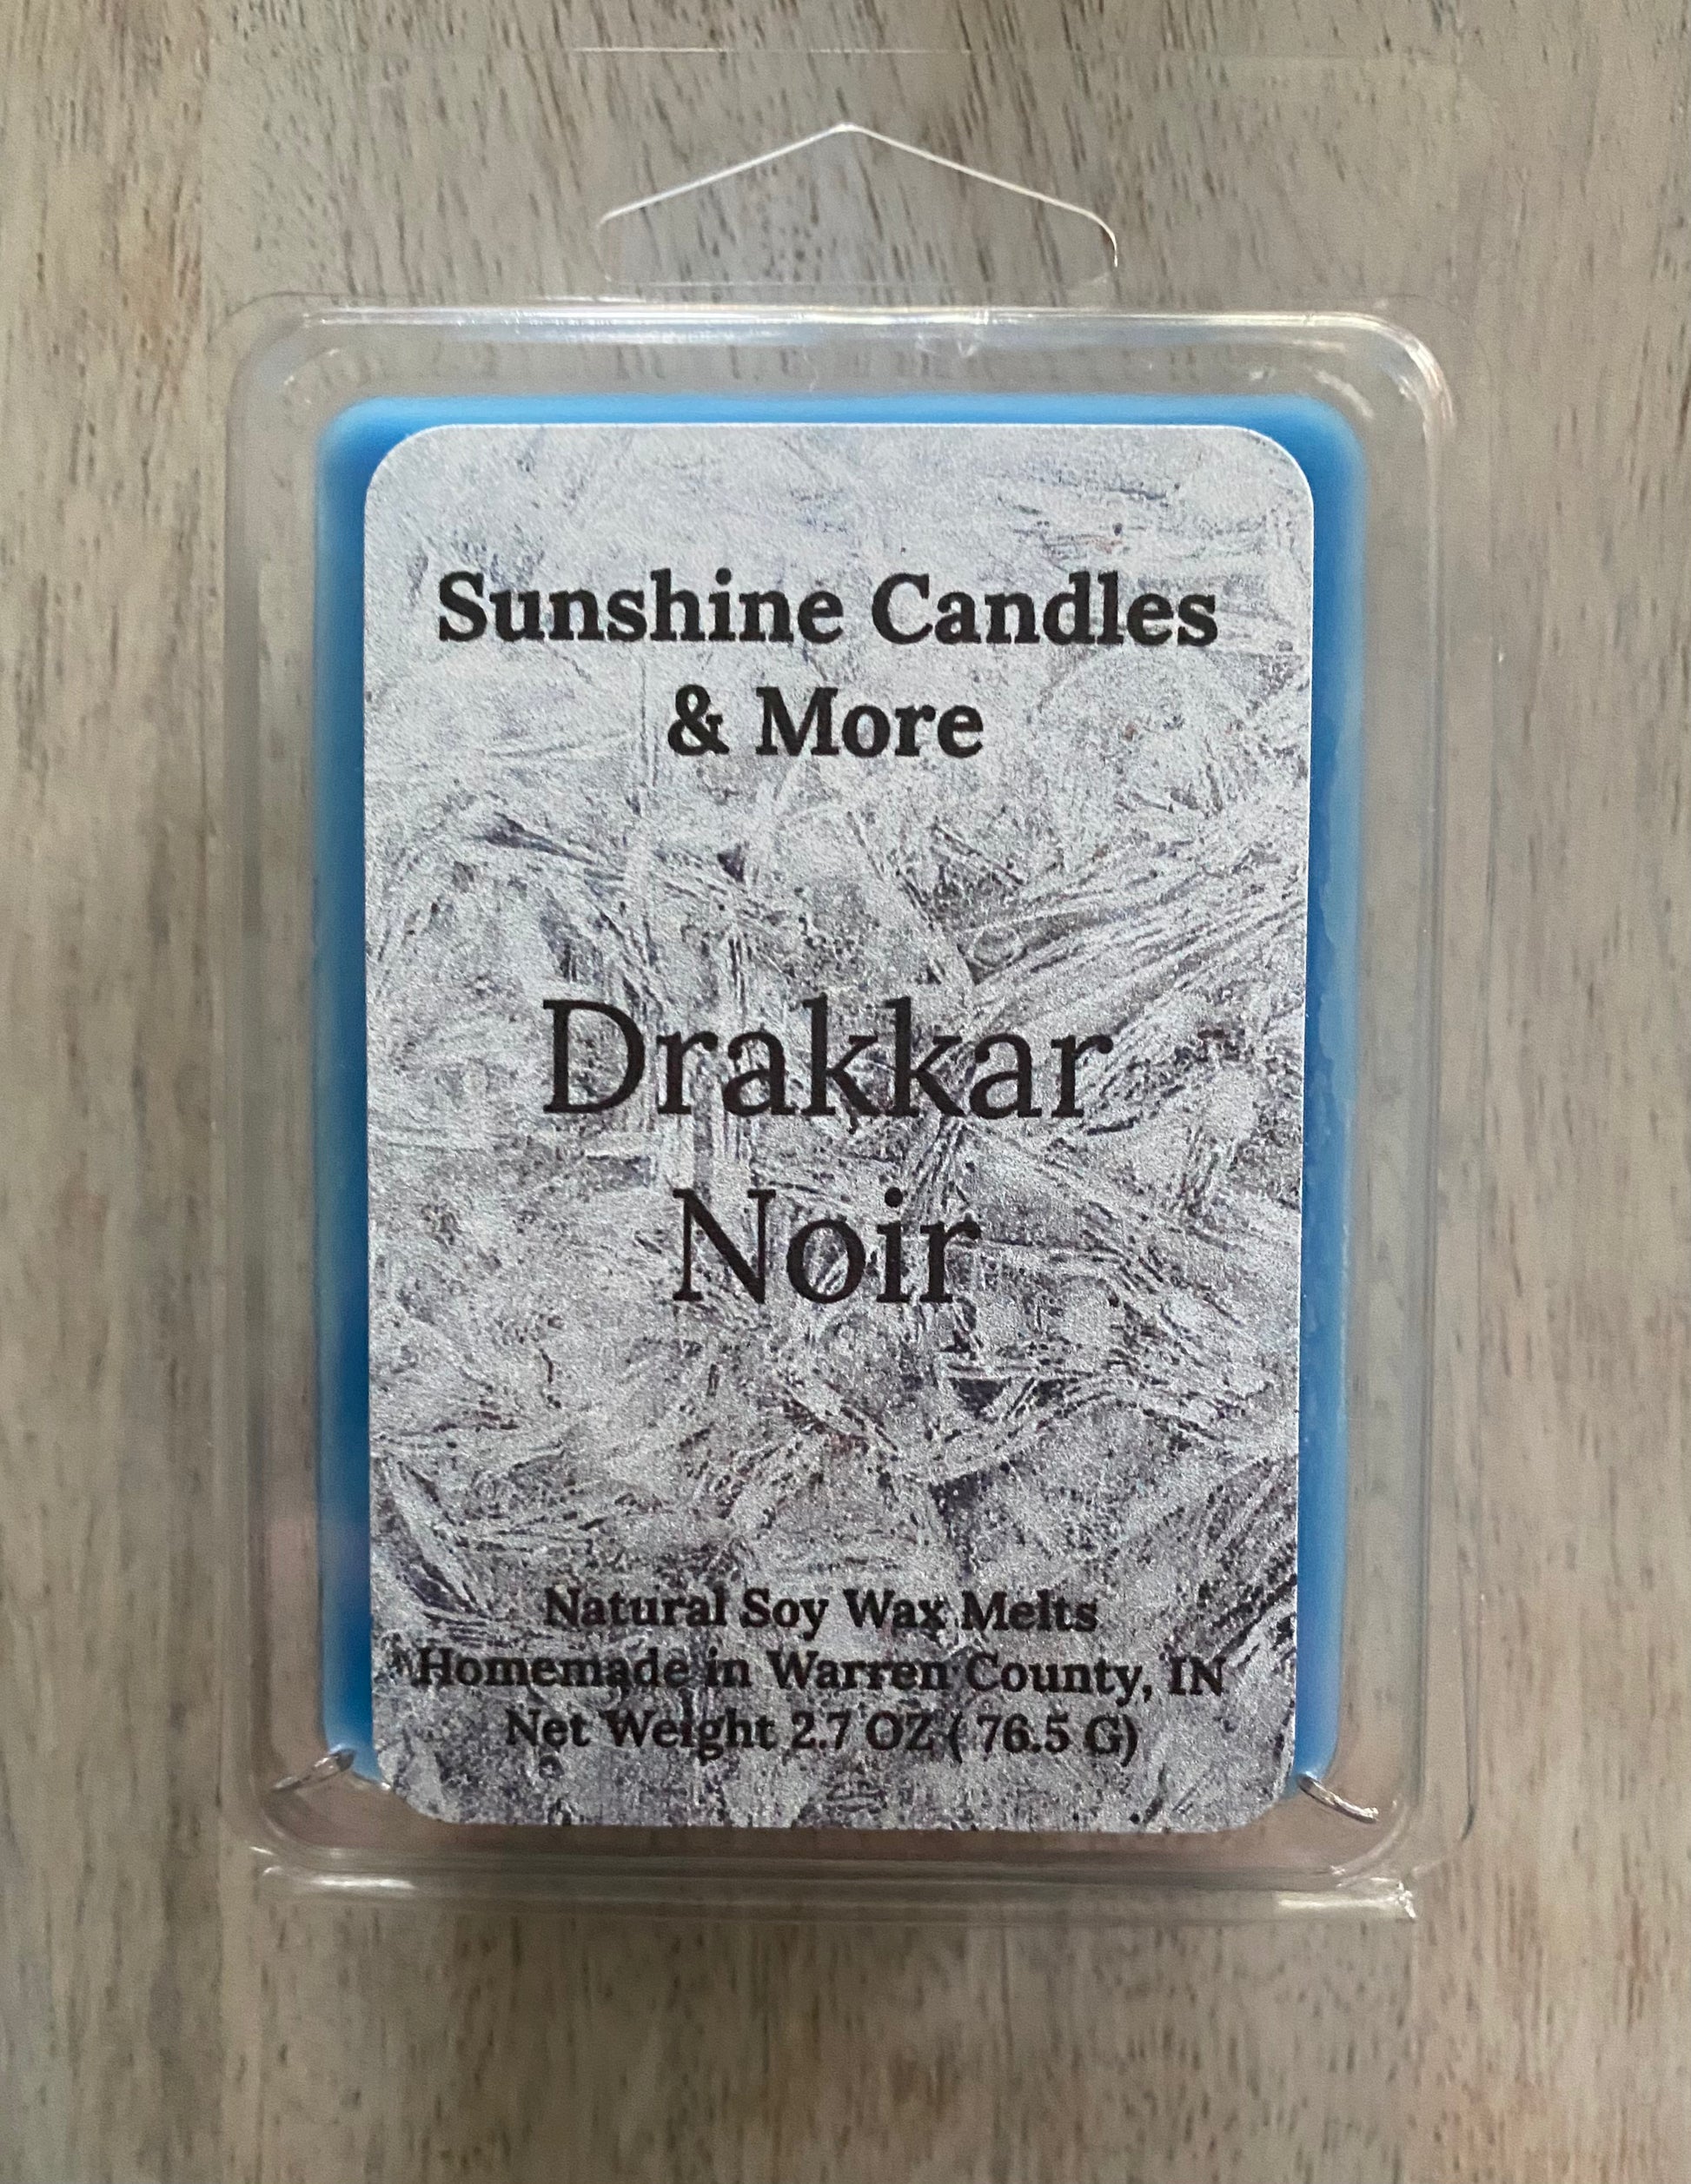 Sunshine Candles
& More
Drakkar
Noir
Natural Soy Wax Melts
Homemade in Warren County, IN
Net Weight 2.7 OZ ( 76.5 G)